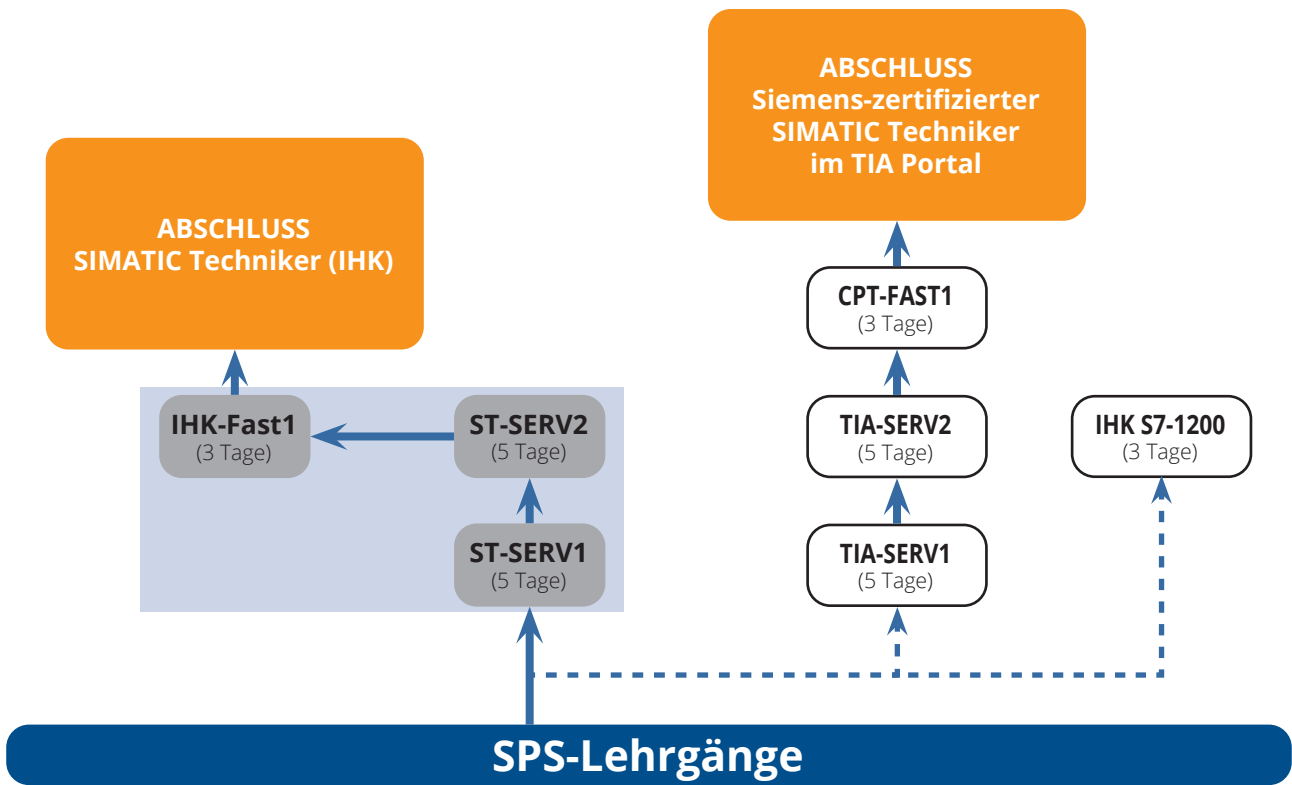 ABSCHLUSS
Siemens-zertifizierter
SIMATIC Techniker
im TIA Portal
ABSCHLUSS
SIMATIC Techniker (IHK)
CPT-FAST1
(3 Tage)
IHK-Fast1
(3 Tage)
ST-SERV2
(5 Tage)
TIA-SERV2
(5 Tage)
IHK S7-1200
(3 Tage)
ST-SERV1
(5 Tage)
TIA-SERV1
(5 Tage)
SPS-Lehrgänge